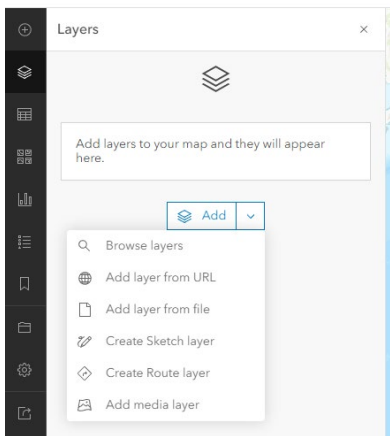 Layers
Add layers to your map and they will appear
here.
Add
Browse layers
Add layer from URL
Add layer from file
Create Sketch layer
Create Route layer
Add media layer